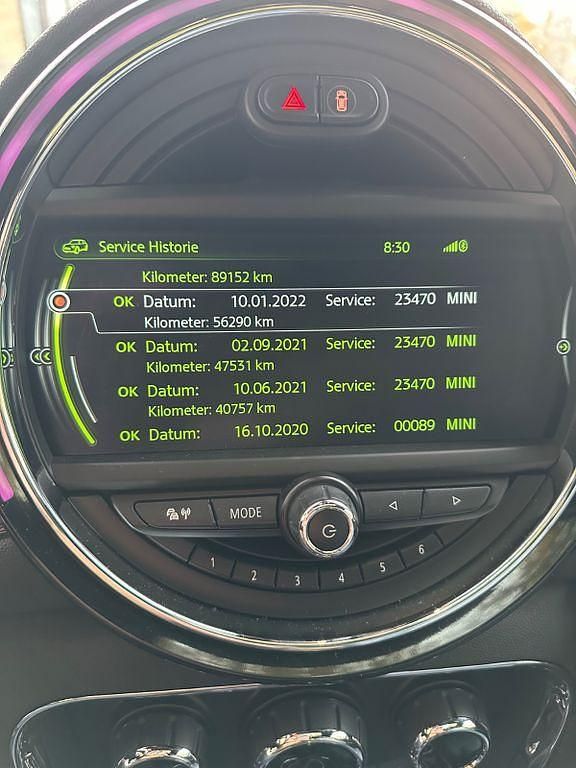 Service Historie 8:30
Kilometer: 89152 km
OK Datum: 10.01.2022 Service: 23470 MINI
Kilometer: 56290 km
OK Datum: 02.09.2021 Service: 23470 MINI
Kilometer: 47531 km
OK Datum: 10.06.2021 Service: 23470 MINI
Kilometer: 40757 km
OK Datum: 16.10.2020 Service: 00089 MINI
MODE
1 2 3 4 5 6